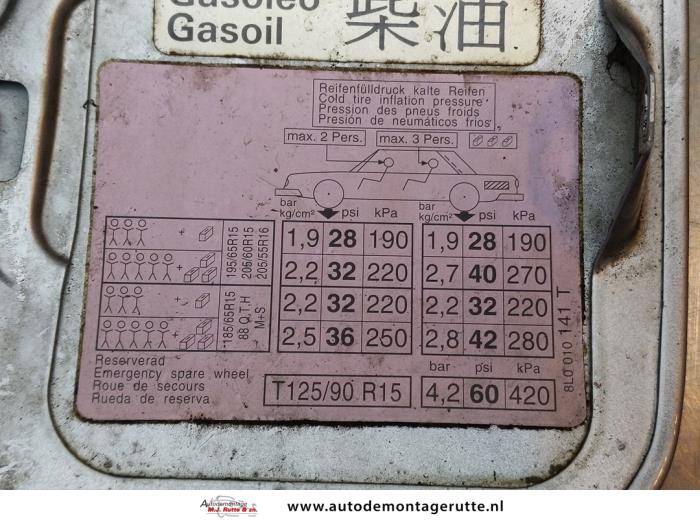 Gasóleo
Gasoil
柴油
Reifenfülldruck kalte Reifen
Cold tire inflation pressure
Pression des pneus froids
Presión de neumáticos frios
max. 2 Pers.
max. 3 Pers.
bar
kg/cm² psi kPa
bar
kg/cm² psi kPa
195/65R15
205/60R15
205/55R16
1,9 28 190 1,9 28 190
2,2 32 220 2,7 40 270
185/65R15
88 Q.T.H
M+S
2,2 32 220 2,2 32 220
2,5 36 250 2,8 42 280
Reserverad
Emergency spare wheel
Roue de secours
Rueda de reserva
T125/90 R15
bar psi kPa
4,2 60 420
8L0 010 141 T
Autodemontage
M.J. Rutte & zn.
www.autodemontagerutte.nl